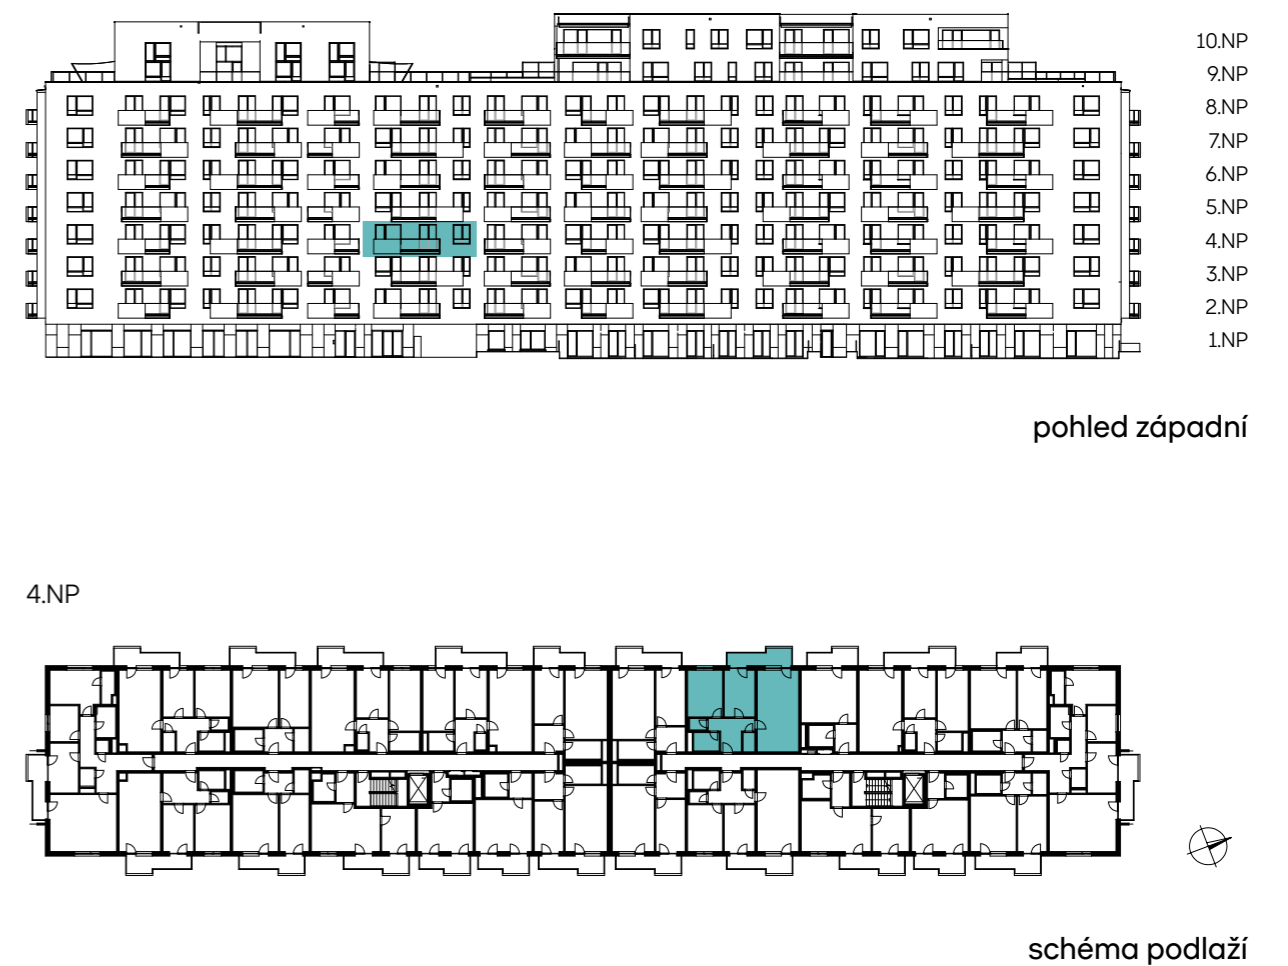 10.NP
9.NP
8.NP
7.NP
6.NP
5.NP
4.NP
3.NP
2.NP
1.NP
pohled západní
4.NP
schéma podlaží